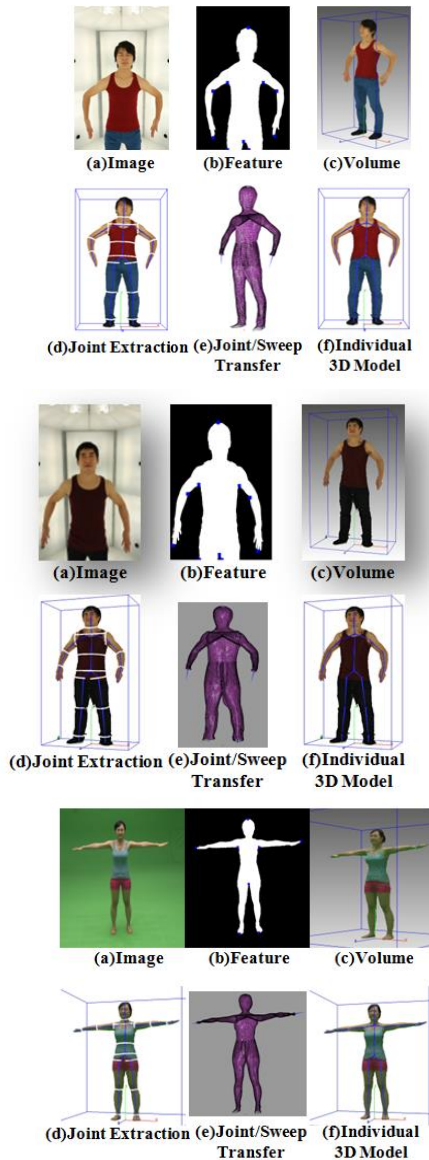 (a)Image (b)Feature (c)Volume
(d)Joint Extraction (e)Joint/Sweep Transfer (f)Individual 3D Model
(a)Image (b)Feature (c)Volume
(d)Joint Extraction (e)Joint/Sweep Transfer (f)Individual 3D Model
(a)Image (b)Feature (c)Volume
(d)Joint Extraction (e)Joint/Sweep Transfer (f)Individual 3D Model